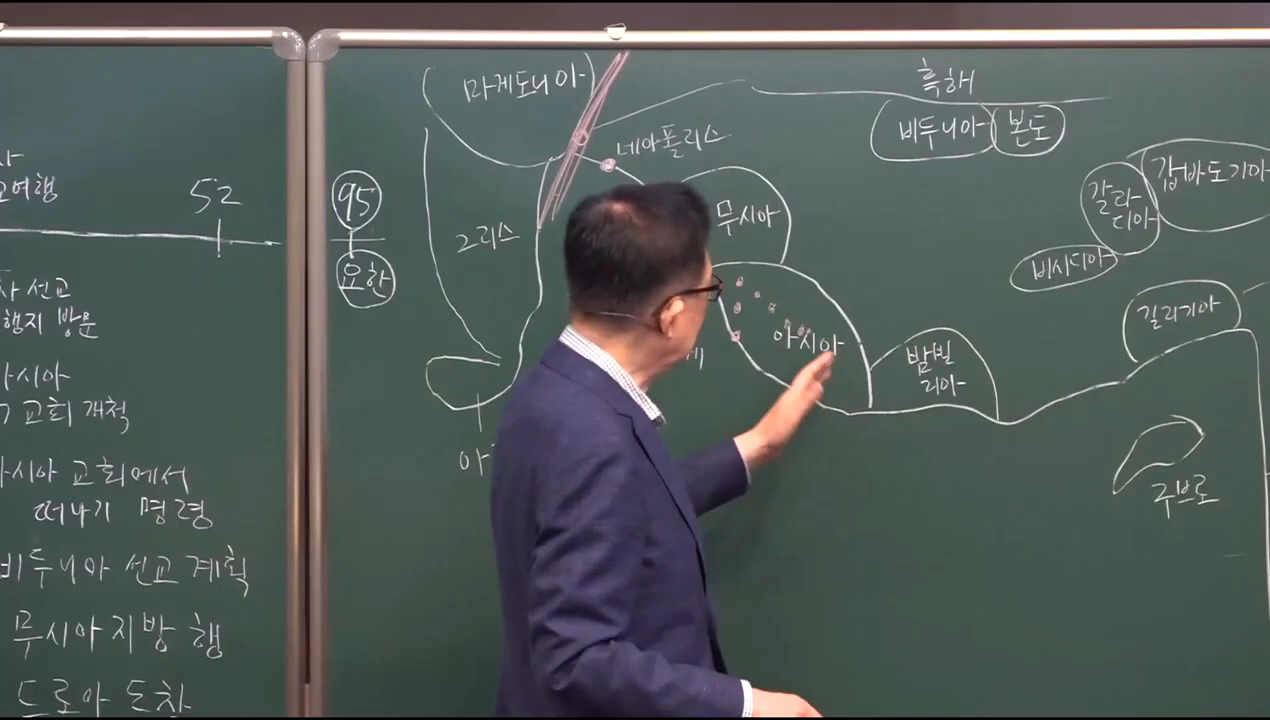 여행
52
차 선교
행지 방문
아시아
7 교회 개척
아시아 교회에서
떠나기 명령
비두니아 선교 계획
무시아지방 행
드로아 도착
95
요한
마게도니아
네아폴리스
그리스
무시아
아시아
밤빌
리아
흑해
비두니아
본도
갈라
디아
갑바도기아
비시디아
길리기아
구브로